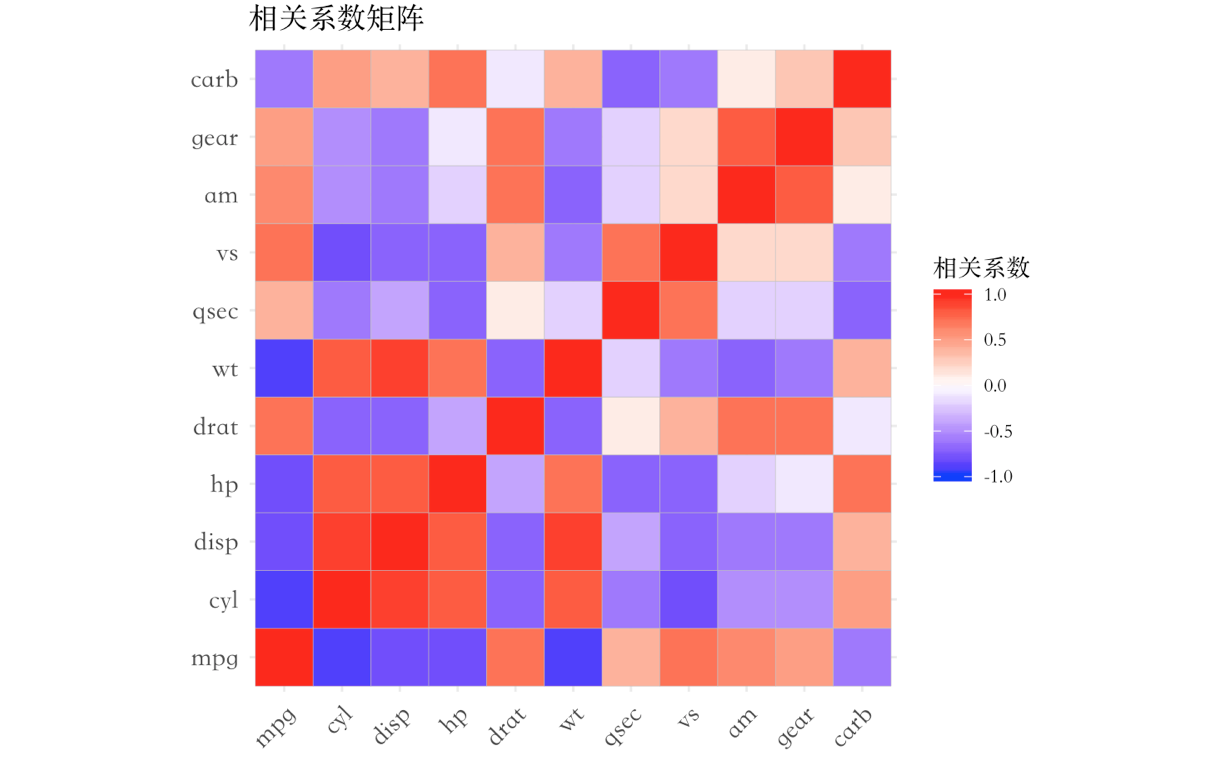 相关系数矩阵
carb
gear
am
vs
qsec
wt
drat
hp
disp
cyl
mpg
mpg
cyl
disp
hp
drat
wt
qsec
vs
am
gear
carb
相关系数
1.0
0.5
0.0
-0.5
-1.0